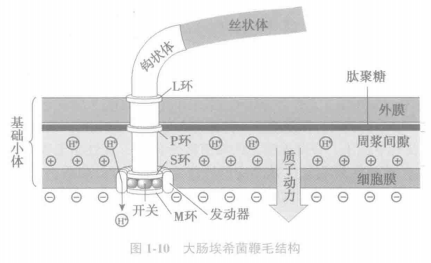 丝状体
钩状体
L环
肽聚糖
外膜
基础小体
H⁺ H⁺ P环 H⁺ H⁺ H⁺ 周浆间隙
S环
质子动力
细胞膜
开关
M环
发动器
H⁺
图 1-10 大肠埃希菌鞭毛结构